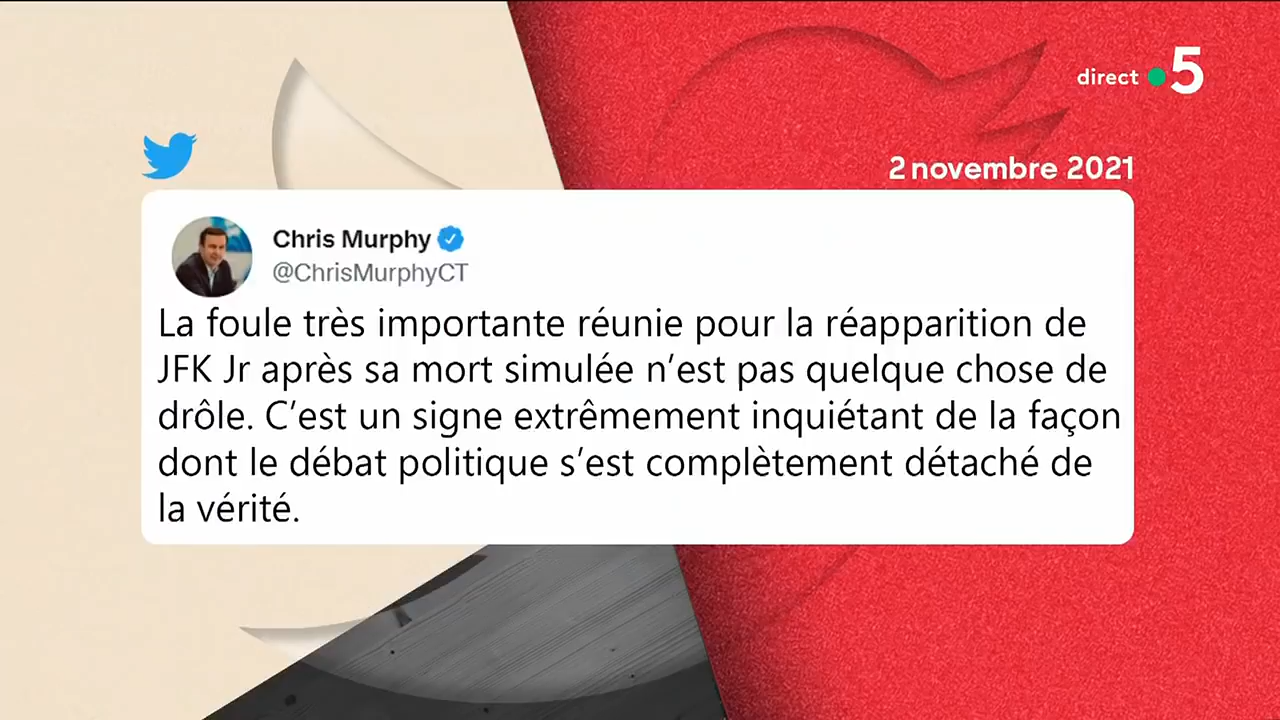 direct 5
2 novembre 2021
Chris Murphy
@ChrisMurphyCT
La foule très importante réunie pour la réapparition de
JFK Jr après sa mort simulée n’est pas quelque chose de
drôle. C’est un signe extrêmement inquiétant de la façon
dont le débat politique s’est complètement détaché de
la vérité.